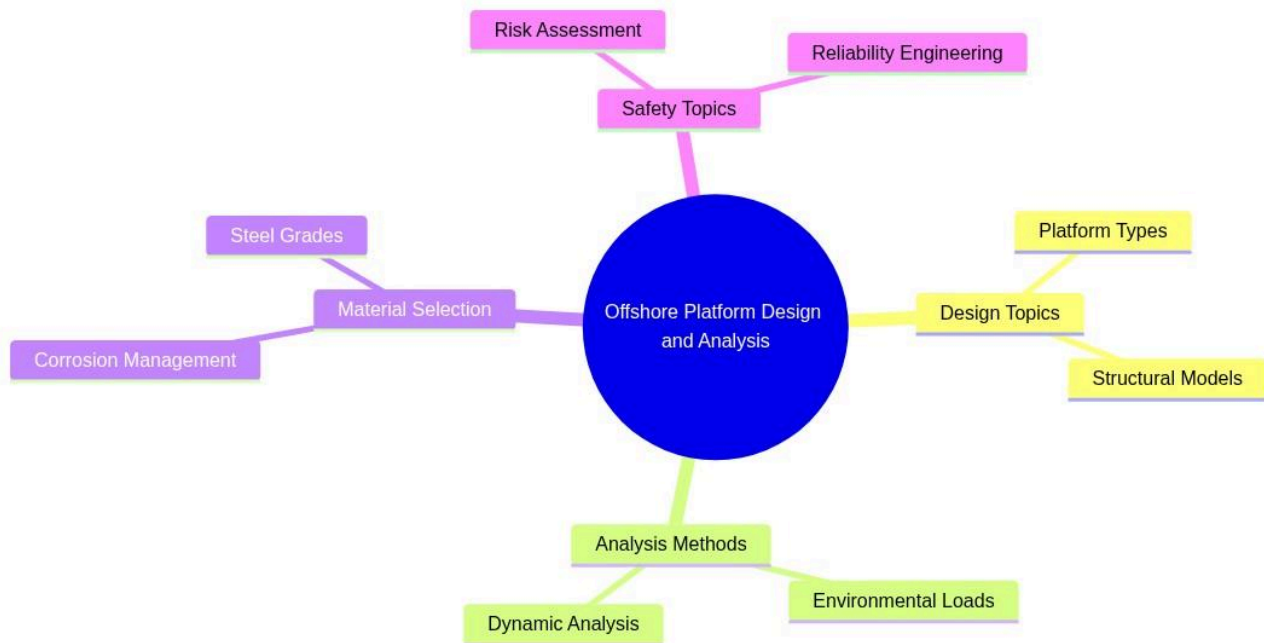 Risk Assessment
Reliability Engineering
Safety Topics
Steel Grades
Platform Types
Material Selection
Offshore Platform Design
and Analysis
Design Topics
Corrosion Management
Structural Models
Analysis Methods
Environmental Loads
Dynamic Analysis